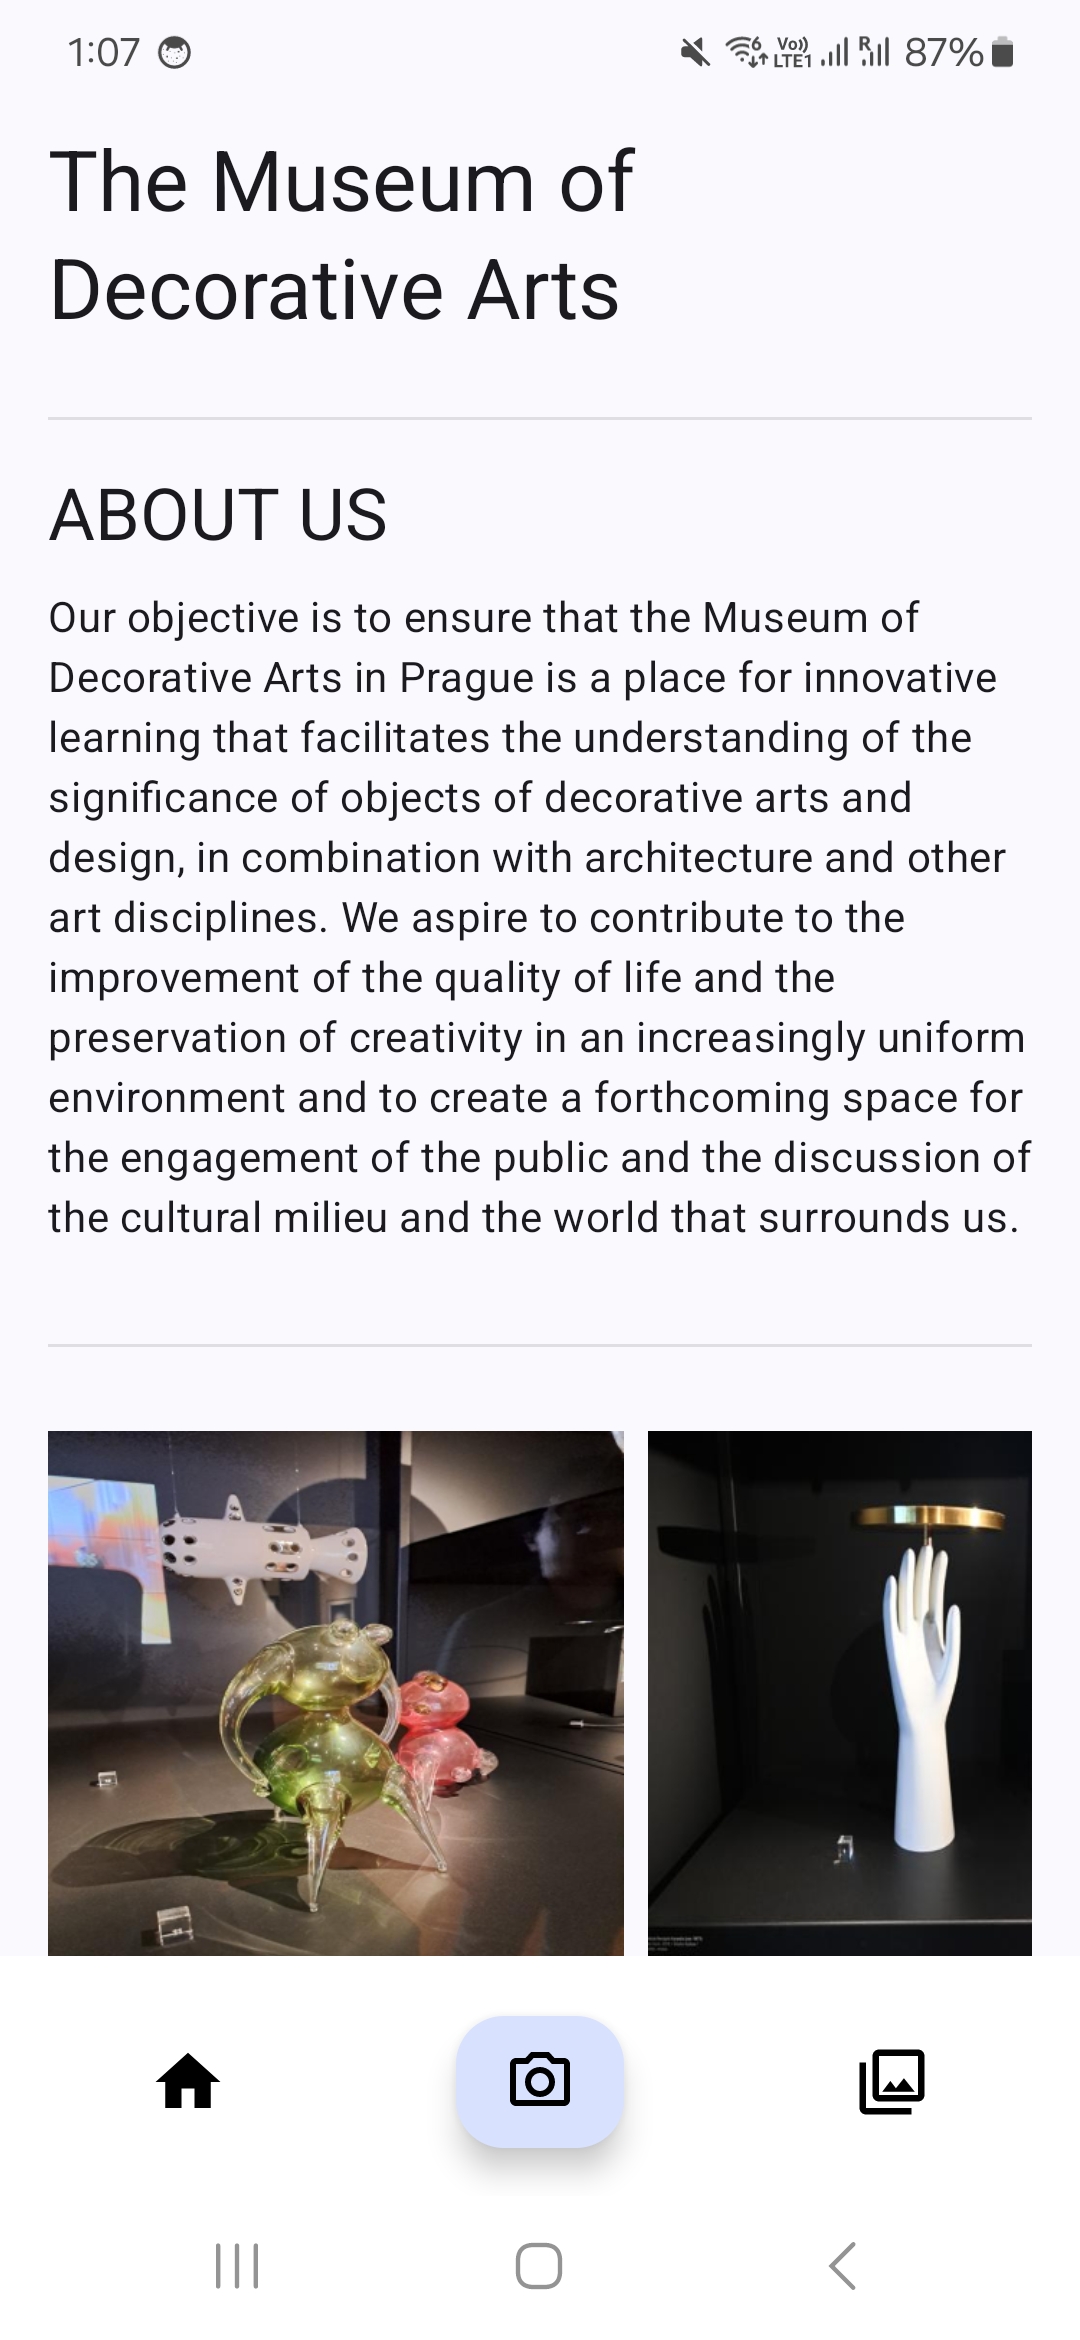 1:07
Vo))
LTE1
6
R
87%
The Museum of
Decorative Arts
ABOUT US
Our objective is to ensure that the Museum of
Decorative Arts in Prague is a place for innovative
learning that facilitates the understanding of the
significance of objects of decorative arts and
design, in combination with architecture and other
art disciplines. We aspire to contribute to the
improvement of the quality of life and the
preservation of creativity in an increasingly uniform
environment and to create a forthcoming space for
the engagement of the public and the discussion of
the cultural milieu and the world that surrounds us.